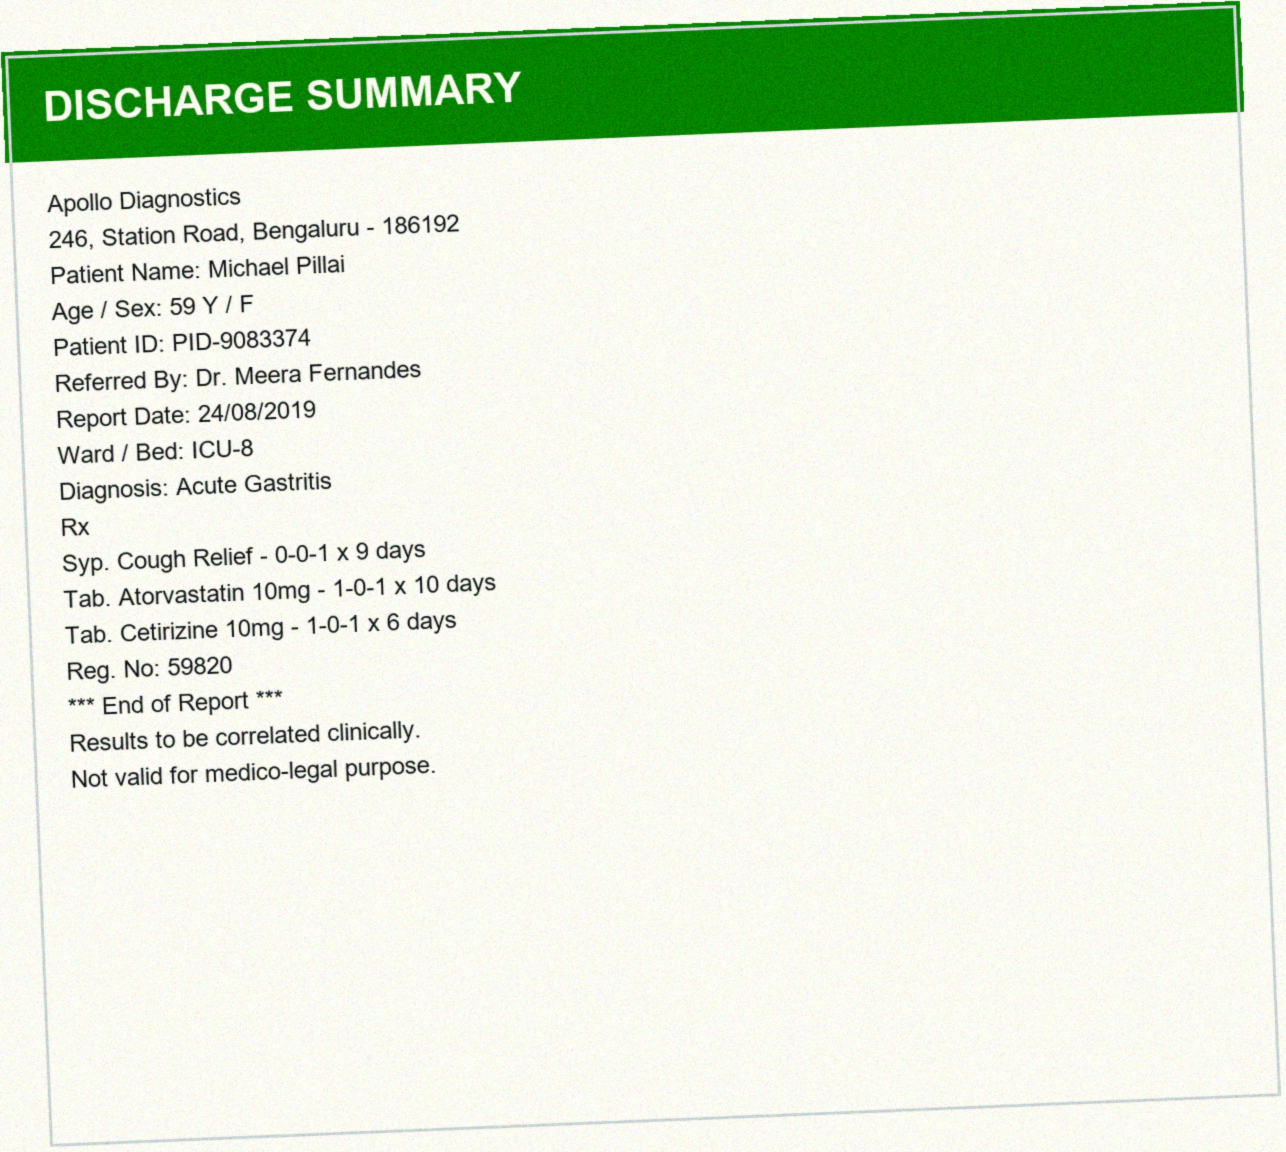 DISCHARGE SUMMARY
Apollo Diagnostics
246, Station Road, Bengaluru - 186192
Patient Name: Michael Pillai
Age / Sex: 59 Y / F
Patient ID: PID-9083374
Referred By: Dr. Meera Fernandes
Report Date: 24/08/2019
Ward / Bed: ICU-8
Diagnosis: Acute Gastritis
Rx
Syp. Cough Relief - 0-0-1 x 9 days
Tab. Atorvastatin 10mg - 1-0-1 x 10 days
Tab. Cetirizine 10mg - 1-0-1 x 6 days
Reg. No: 59820
*** End of Report ***
Results to be correlated clinically.
Not valid for medico-legal purpose.